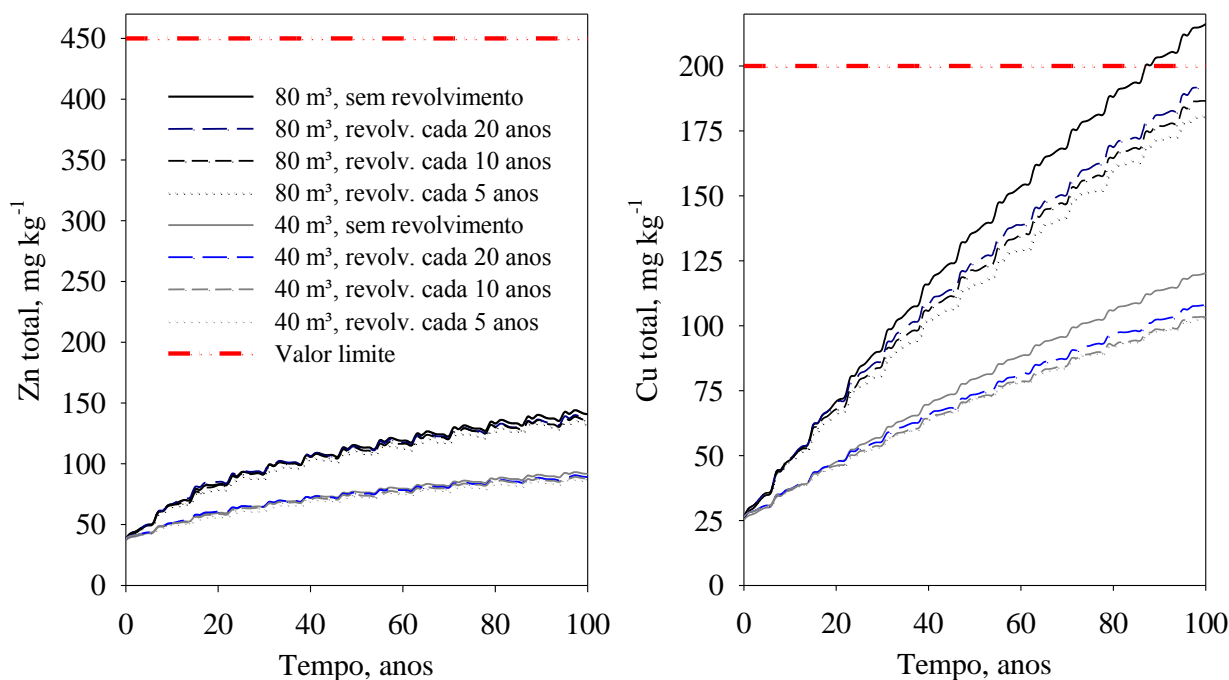 Zn total, mg kg⁻¹
450
400
350
300
250
200
150
100
50
0
80 m³, sem revolvimento
80 m³, revolv. cada 20 anos
80 m³, revolv. cada 10 anos
80 m³, revolv. cada 5 anos
40 m³, sem revolvimento
40 m³, revolv. cada 20 anos
40 m³, revolv. cada 10 anos
40 m³, revolv. cada 5 anos
Valor limite
0 20 40 60 80 100
Tempo, anos
Cu total, mg kg⁻¹
200
175
150
125
100
75
50
25
0
0 20 40 60 80 100
Tempo, anos